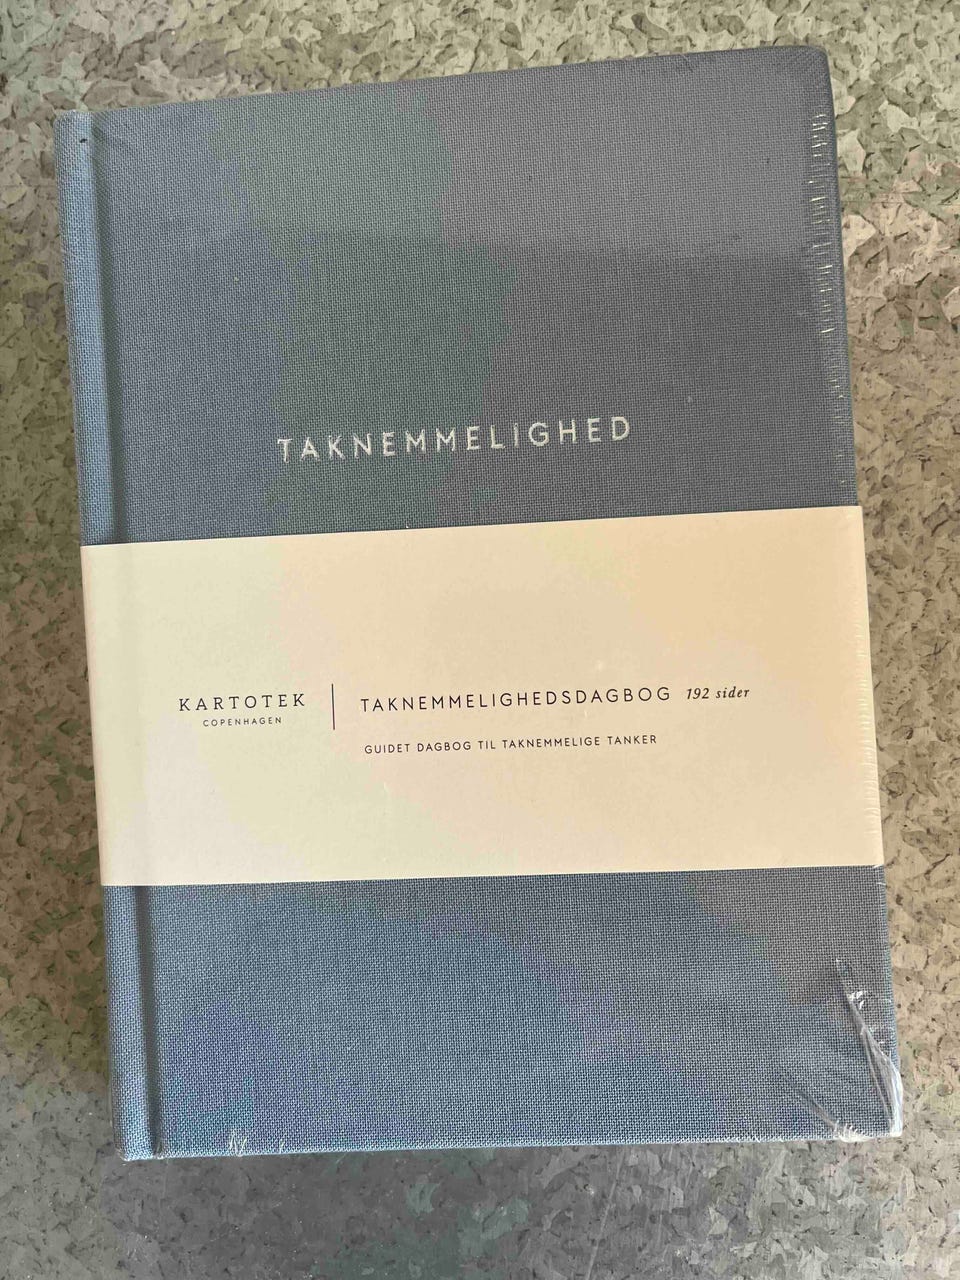 TAKNEMMELIGHED
KARTOTEK
COPENHAGEN
TAKNEMMELIGHEDSDAGBOG 192 sider
GUIDET DAGBOG TIL TAKNEMMELIGE TANKER